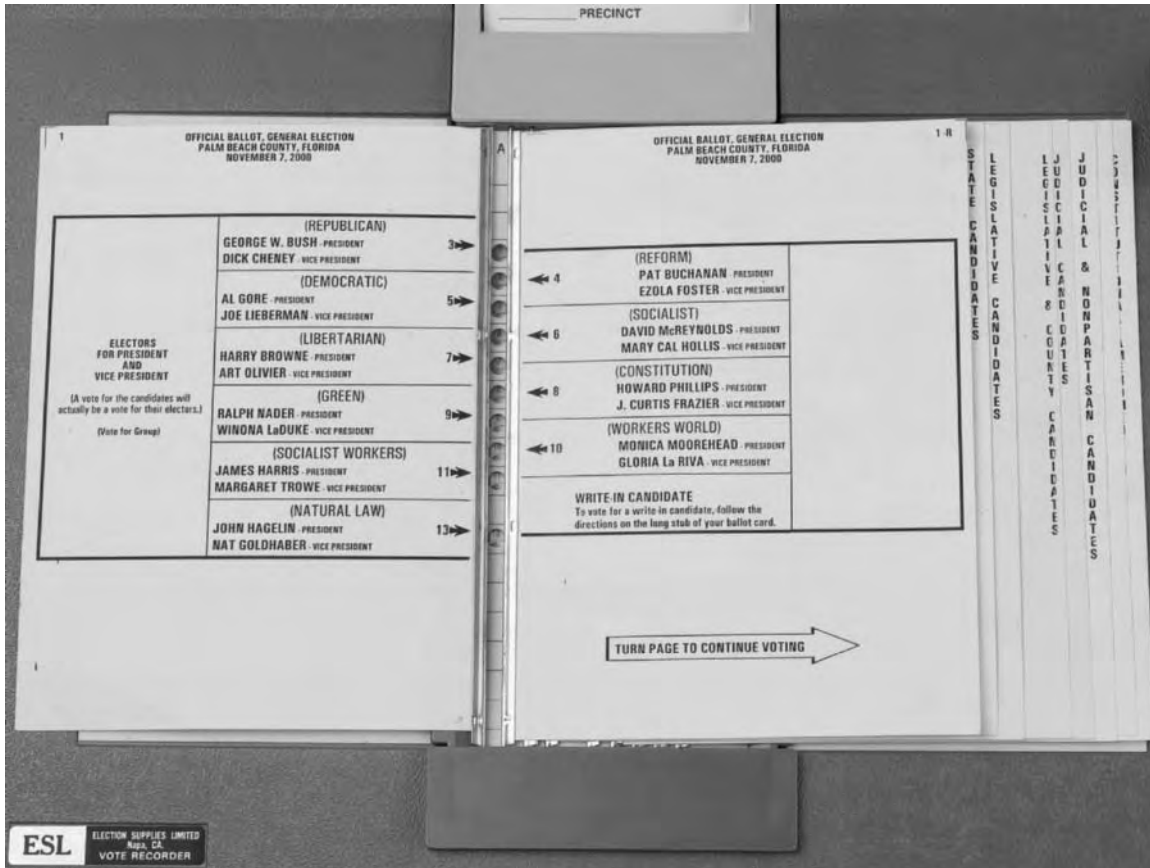 PRECINCT
1
OFFICIAL BALLOT, GENERAL ELECTION
PALM BEACH COUNTY, FLORIDA
NOVEMBER 7, 2000
A
ELECTORS
FOR PRESIDENT
AND
VICE PRESIDENT
(A vote for the candidates will
actually be a vote for their electors.)
(Vote for Group)
(REPUBLICAN)
GEORGE W. BUSH - PRESIDENT 3
DICK CHENEY - VICE PRESIDENT
(DEMOCRATIC)
AL GORE - PRESIDENT 5
JOE LIEBERMAN - VICE PRESIDENT
(LIBERTARIAN)
HARRY BROWNE - PRESIDENT 7
ART OLIVIER - VICE PRESIDENT
(GREEN)
RALPH NADER - PRESIDENT 9
WINONA LaDUKE - VICE PRESIDENT
(SOCIALIST WORKERS)
JAMES HARRIS - PRESIDENT 11
MARGARET TROWE - VICE PRESIDENT
(NATURAL LAW)
JOHN HAGELIN - PRESIDENT 13
NAT GOLDHABER - VICE PRESIDENT
1-R
OFFICIAL BALLOT, GENERAL ELECTION
PALM BEACH COUNTY, FLORIDA
NOVEMBER 7, 2000
(REFORM)
4 PAT BUCHANAN - PRESIDENT
EZOLA FOSTER - VICE PRESIDENT
(SOCIALIST)
6 DAVID McREYNOLDS - PRESIDENT
MARY CAL HOLLIS - VICE PRESIDENT
(CONSTITUTION)
8 HOWARD PHILLIPS - PRESIDENT
J. CURTIS FRAZIER - VICE PRESIDENT
(WORKERS WORLD)
10 MONICA MOOREHEAD - PRESIDENT
GLORIA La RIVA - VICE PRESIDENT
WRITE-IN CANDIDATE
To vote for a write-in candidate, follow the
directions on the long stub of your ballot card.
TURN PAGE TO CONTINUE VOTING
STATE CANDIDATES
LEGISLATIVE CANDIDATES
LEGISLATIVE & COUNTY CANDIDATES
JUDICIAL CANDIDATES
JUDICIAL & NONPARTISAN CANDIDATES
ESL
ELECTION SUPPLIES LIMITED
Napa, CA.
VOTE RECORDER